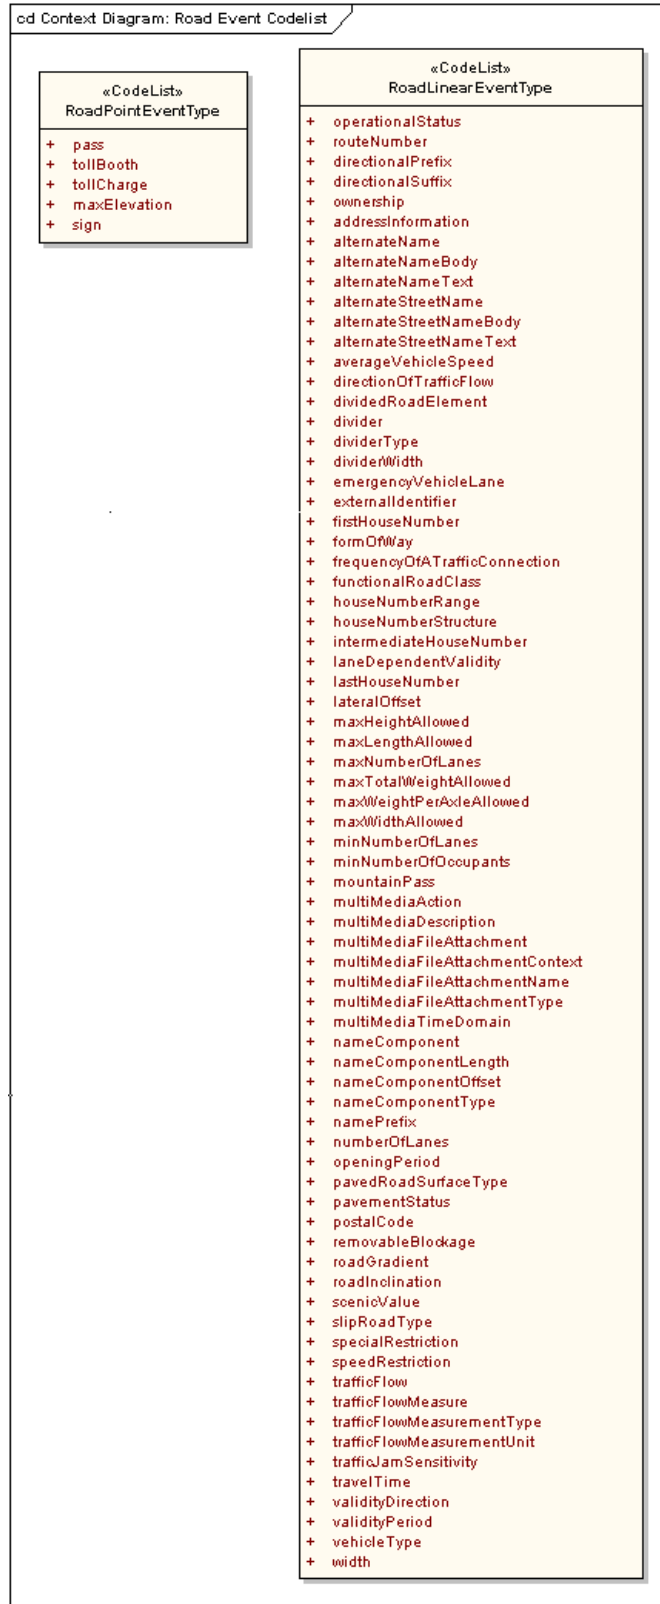 cd Context Diagram: Road Event Codelist
«CodeList»
RoadPointEventType
+ pass
+ tollBooth
+ tollCharge
+ maxElevation
+ sign
«CodeList»
RoadLinearEventType
+ operationalStatus
+ routeNumber
+ directionalPrefix
+ directionalSuffix
+ ownership
+ addressInformation
+ alternateName
+ alternateNameBody
+ alternateNameText
+ alternateStreetName
+ alternateStreetNameBody
+ alternateStreetNameText
+ averageVehicleSpeed
+ directionOfTrafficFlow
+ dividedRoadElement
+ divider
+ dividerType
+ dividerWidth
+ emergencyVehicleLane
+ externalIdentifier
+ firstHouseNumber
+ formOfWay
+ frequencyOfATrafficConnection
+ functionalRoadClass
+ houseNumberRange
+ houseNumberStructure
+ intermediateHouseNumber
+ laneDependentValidity
+ lastHouseNumber
+ lateralOffset
+ maxHeightAllowed
+ maxLengthAllowed
+ maxNumberOfLanes
+ maxTotalWeightAllowed
+ maxWeightPerAxleAllowed
+ maxWidthAllowed
+ minNumberOfLanes
+ minNumberOfOccupants
+ mountainPass
+ multiMediaAction
+ multiMediaDescription
+ multiMediaFileAttachment
+ multiMediaFileAttachmentContext
+ multiMediaFileAttachmentName
+ multiMediaFileAttachmentType
+ multiMediaTimeDomain
+ nameComponent
+ nameComponentLength
+ nameComponentOffset
+ nameComponentType
+ namePrefix
+ numberOfLanes
+ openingPeriod
+ pavedRoadSurfaceType
+ pavementStatus
+ postalCode
+ removableBlockage
+ roadGradient
+ roadInclination
+ scenicValue
+ slipRoadType
+ specialRestriction
+ speedRestriction
+ trafficFlow
+ trafficFlowMeasure
+ trafficFlowMeasurementType
+ trafficFlowMeasurementUnit
+ trafficJamSensitivity
+ travelTime
+ validityDirection
+ validityPeriod
+ vehicleType
+ width